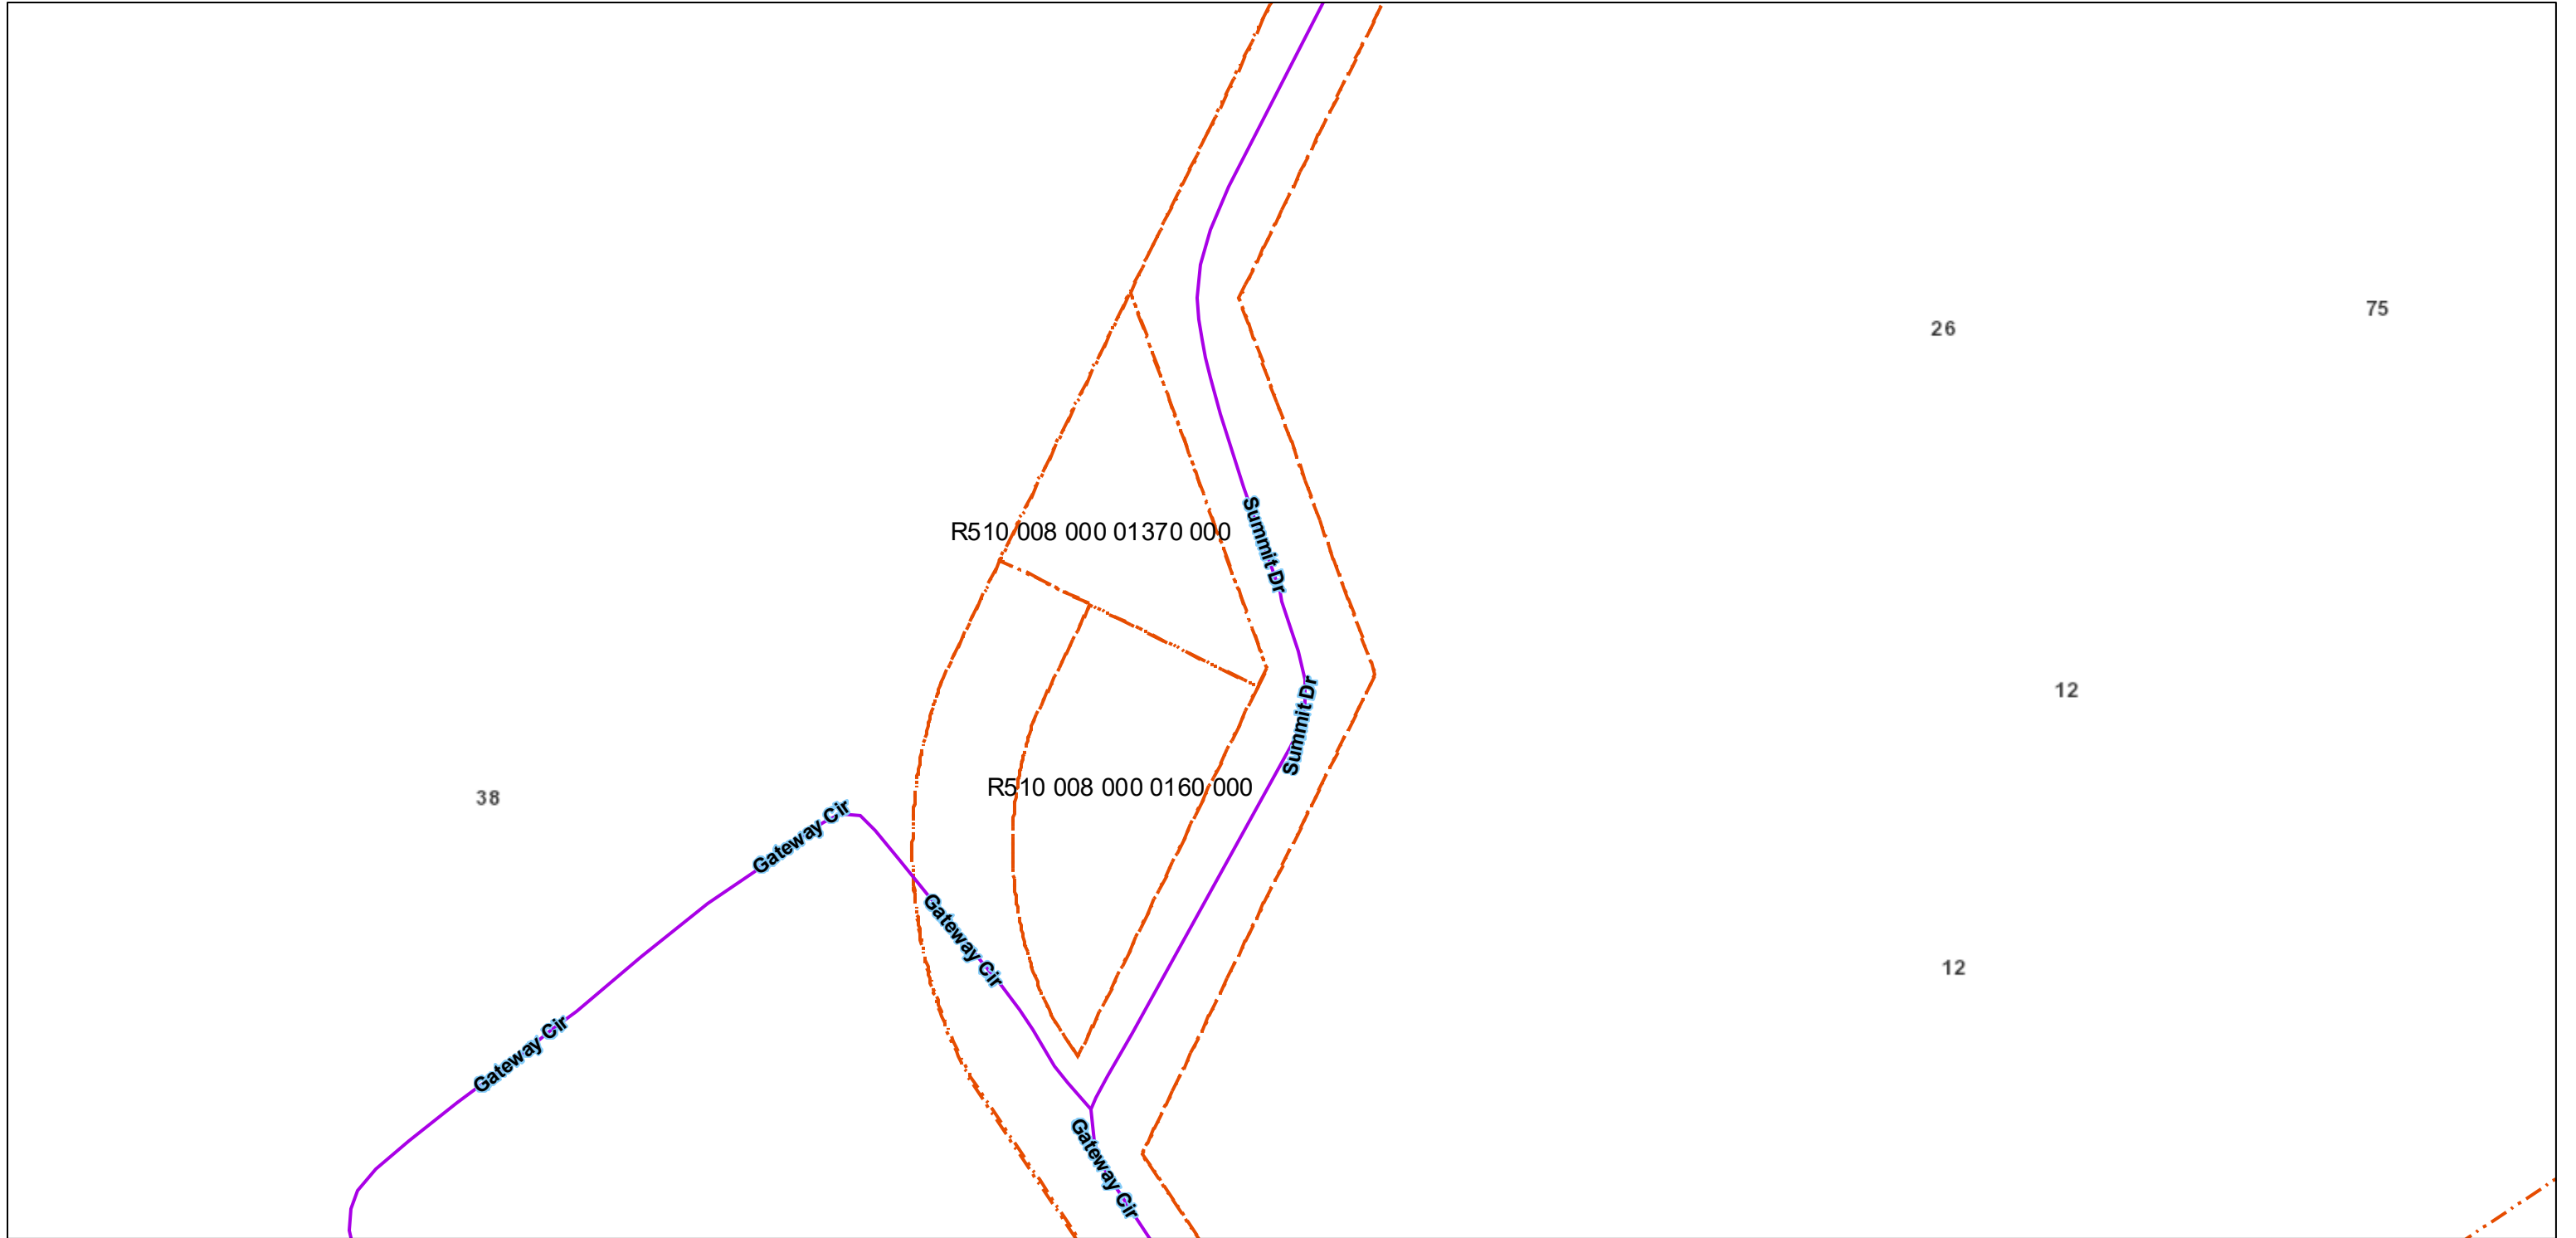 75
26
Summit Dr
R510 008 000 01370 000
Summit Dr
12
R510 008 000 0160 000
38
Gateway Cir
Gateway Cir
12
Gateway Cir
Gateway Cir